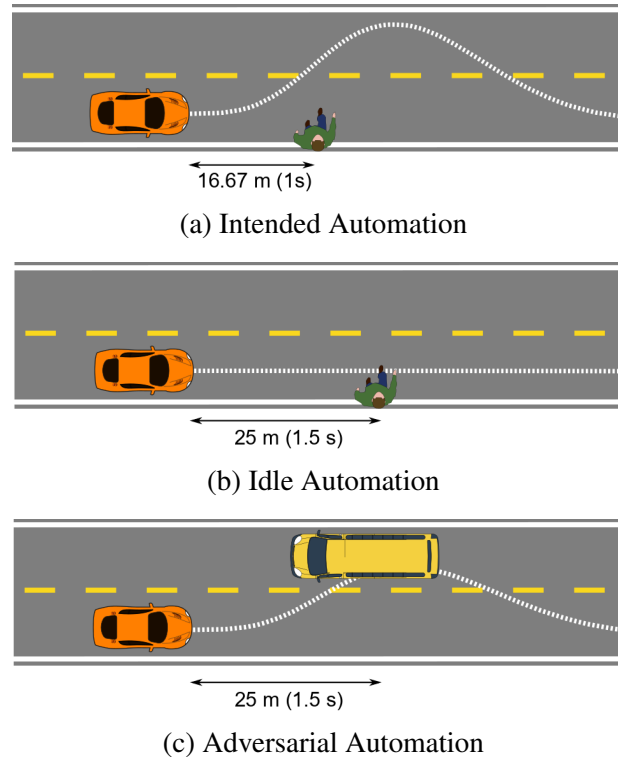 16.67 m (1s)
(a) Intended Automation
25 m (1.5 s)
(b) Idle Automation
25 m (1.5 s)
(c) Adversarial Automation